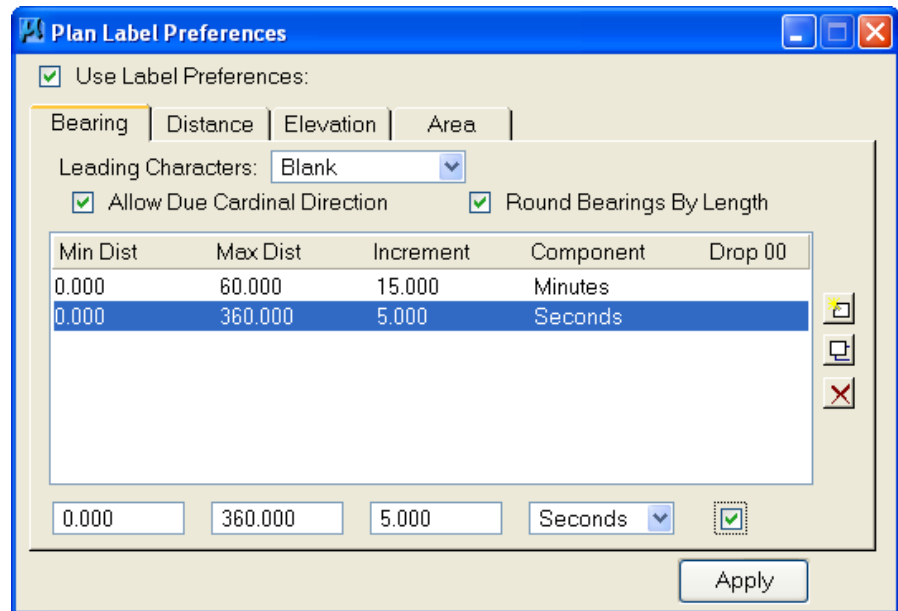 Plan Label Preferences
Use Label Preferences:
Bearing Distance Elevation Area
Leading Characters: Blank
Allow Due Cardinal Direction Round Bearings By Length
Min Dist Max Dist Increment Component Drop 00
0.000 60.000 15.000 Minutes
0.000 360.000 5.000 Seconds
0.000 360.000 5.000 Seconds
Apply